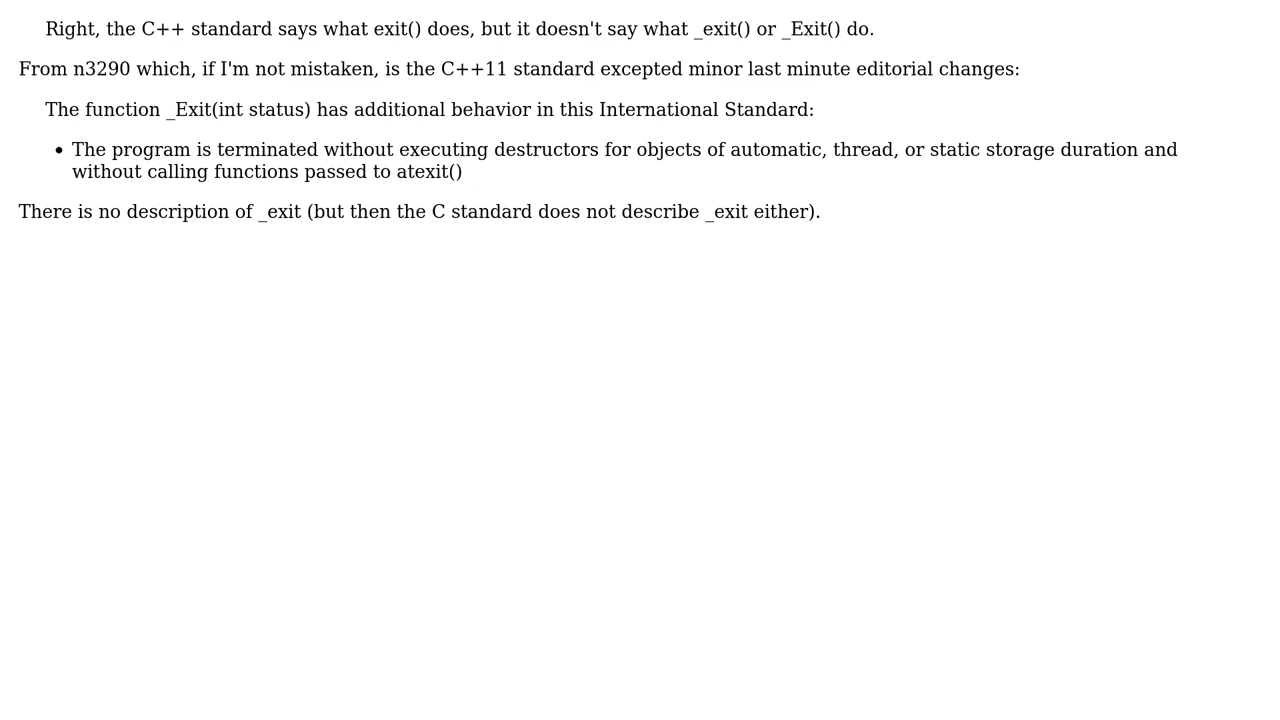 Right, the C++ standard says what exit() does, but it doesn't say what _exit() or _Exit() do.
From n3290 which, if I'm not mistaken, is the C++11 standard excepted minor last minute editorial changes:
The function _Exit(int status) has additional behavior in this International Standard:
• The program is terminated without executing destructors for objects of automatic, thread, or static storage duration and
without calling functions passed to atexit()
There is no description of _exit (but then the C standard does not describe _exit either).